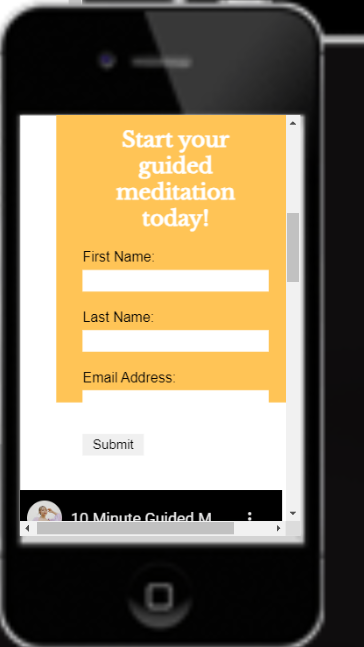 Start your
guided
meditation
today!
First Name:
Last Name:
Email Address:
Submit
10 Minute Guided M